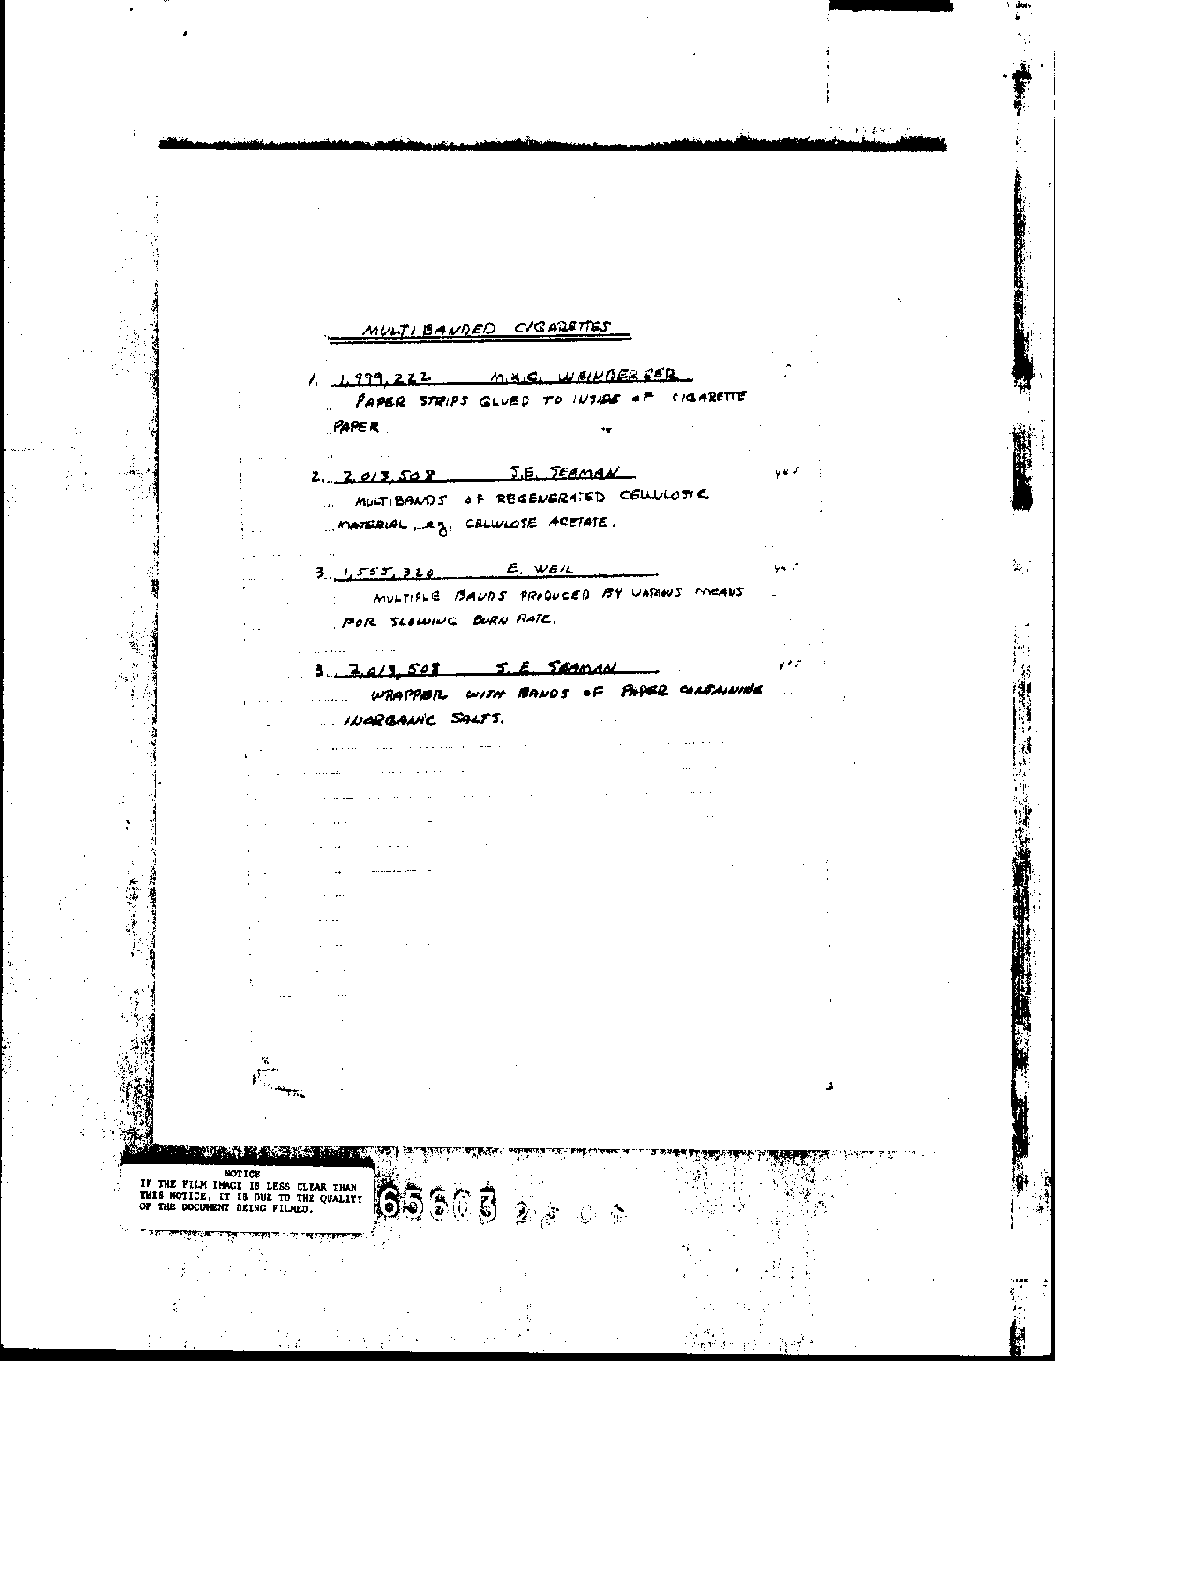 MULTIBANDED CIGARETTES
1. 1,999,222 M.X.C. WEINBERGER
PAPER STRIPS GLUED TO INSIDE OF CIGARETTE
PAPER
2. 2,013,508 J.E. SEAMAN yes
MULTIBANDS OF REGENERATED CELLULOSE
MATERIAL, e.g. CELLULOSE ACETATE.
3. 1,555,320 E. WEIL yes
MULTIPLE BANDS PRODUCED BY VARIOUS MEANS
FOR SLOWING BURN RATE.
3. 2,013,508 J. E. SEAMAN yes
WRAPPER WITH BANDS OF PAPER CONTAINING
INORGANIC SALTS.
NOTICE
IF THE FILM IMAGE IS LESS CLEAR THAN
THIS NOTICE, IT IS DUE TO THE QUALITY
OF THE DOCUMENT BEING FILMED.
65603